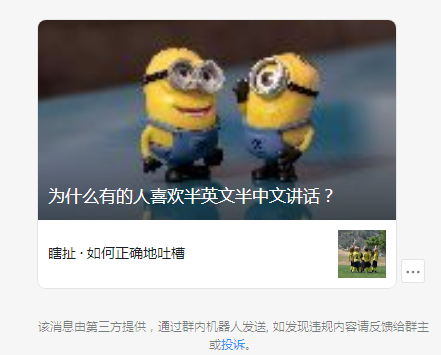 为什么有的人喜欢半英文半中文讲话？
瞎扯 · 如何正确地吐槽
该消息由第三方提供，通过群内机器人发送, 如发现违规内容请反馈给群主
或投诉。